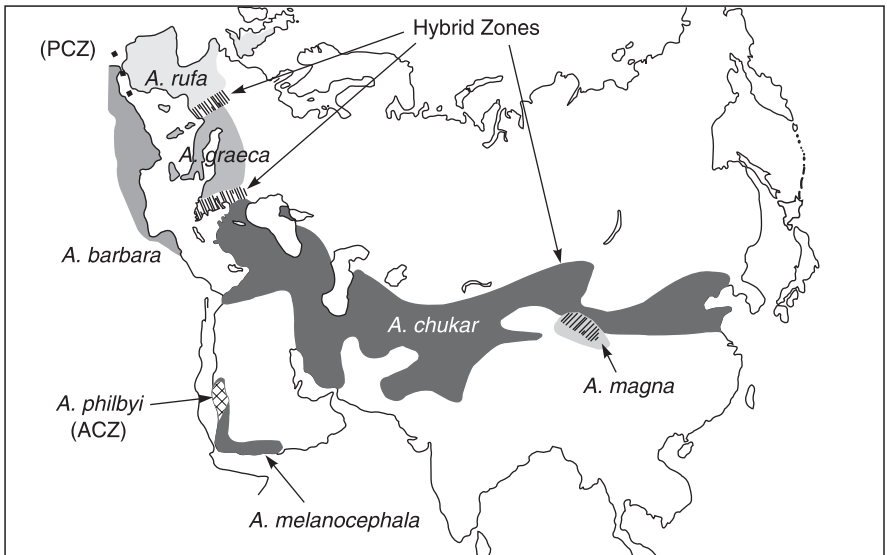 Hybrid Zones
(PCZ)
A. rufa
A. graeca
A. barbara
A. chukar
A. magna
A. philbyi
(ACZ)
A. melanocephala